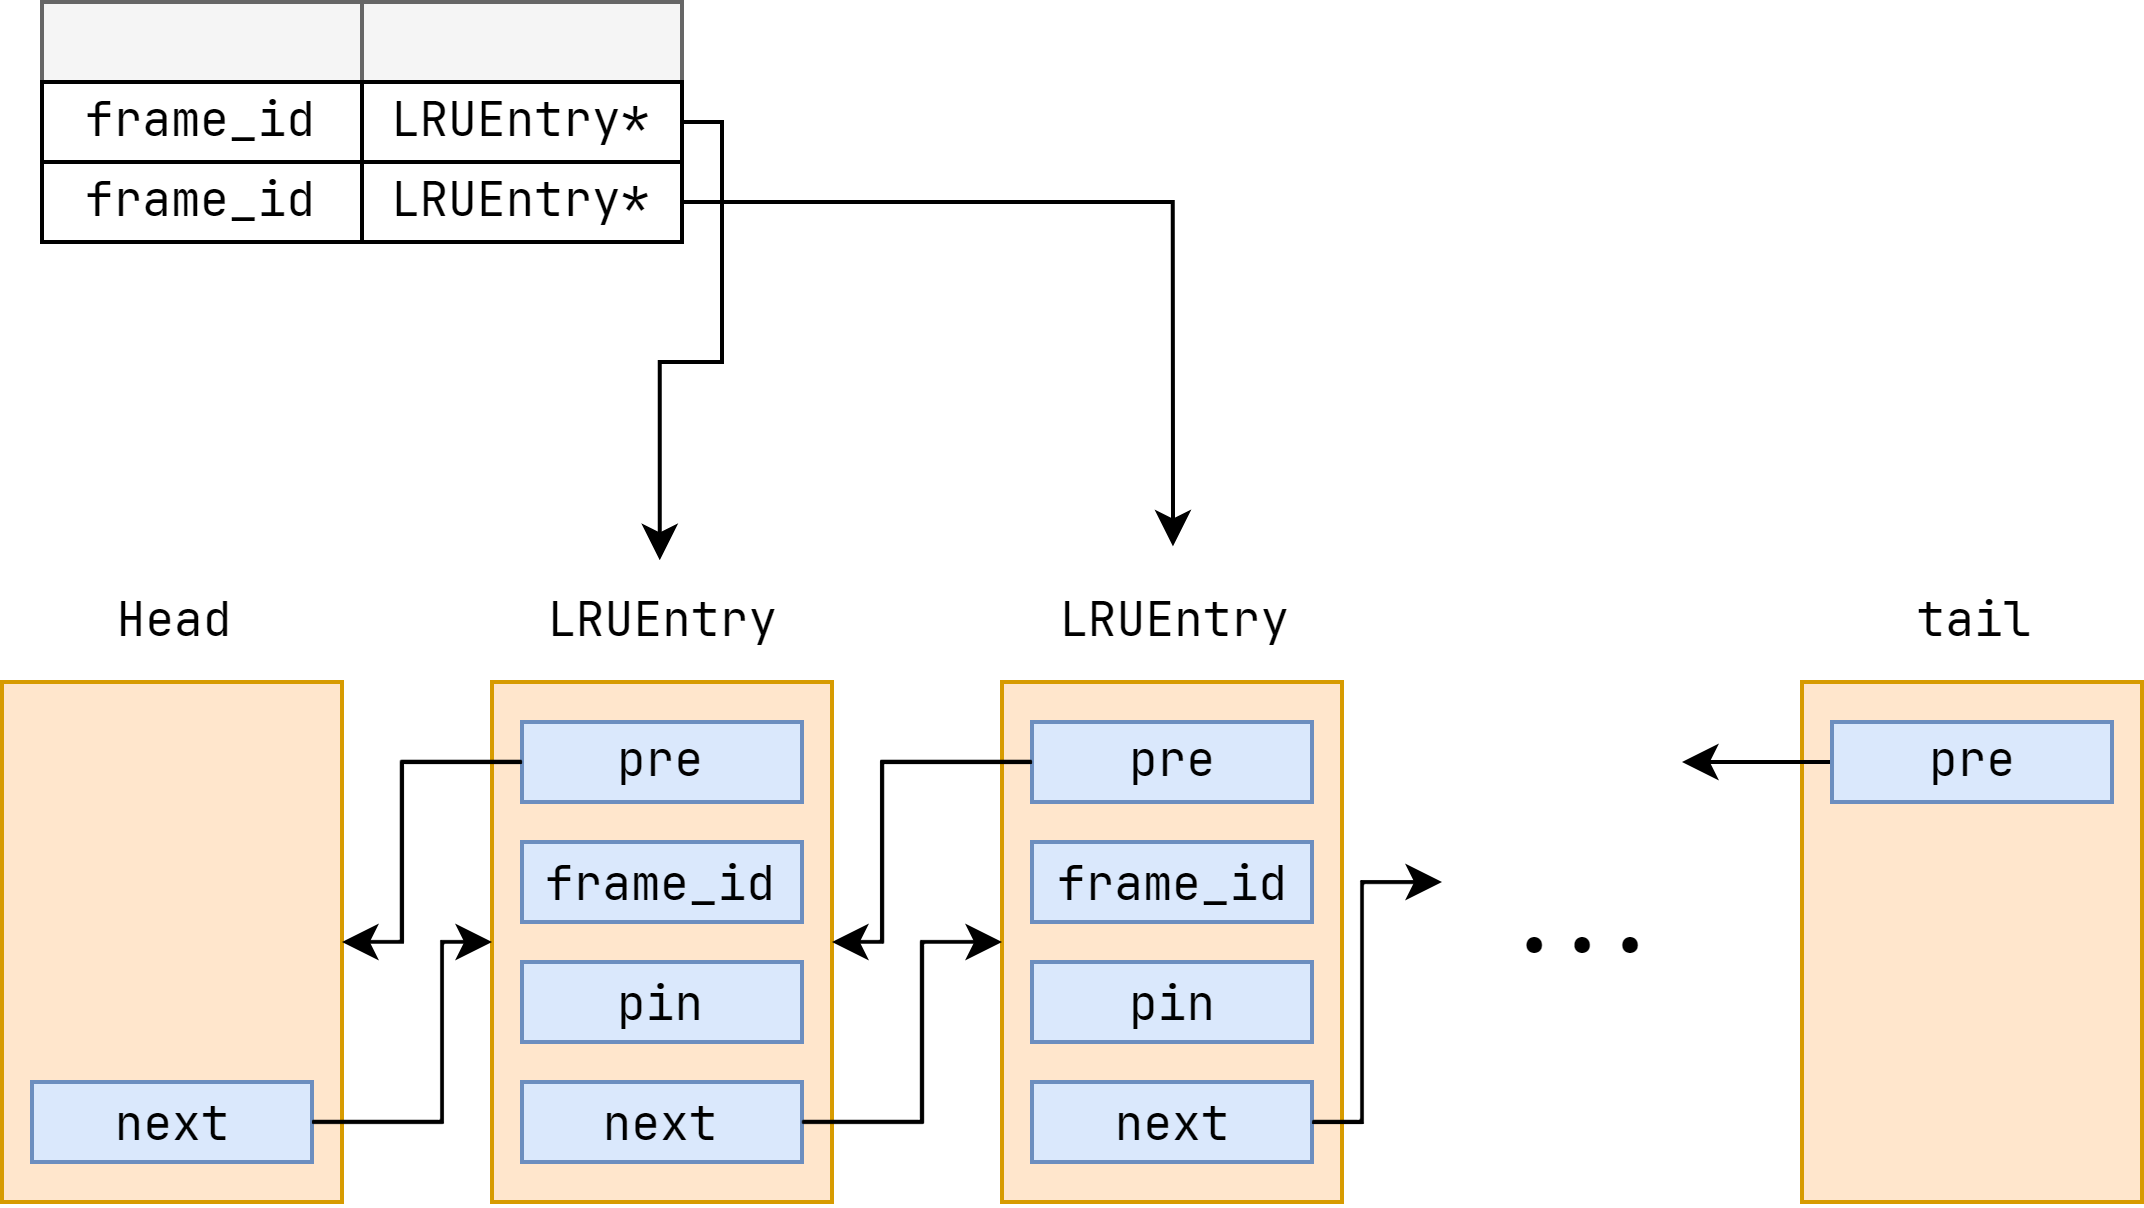 frame_id LRUEntry*
frame_id LRUEntry*
Head LRUEntry LRUEntry tail
pre pre pre
frame_id frame_id
...
pin pin
next next next